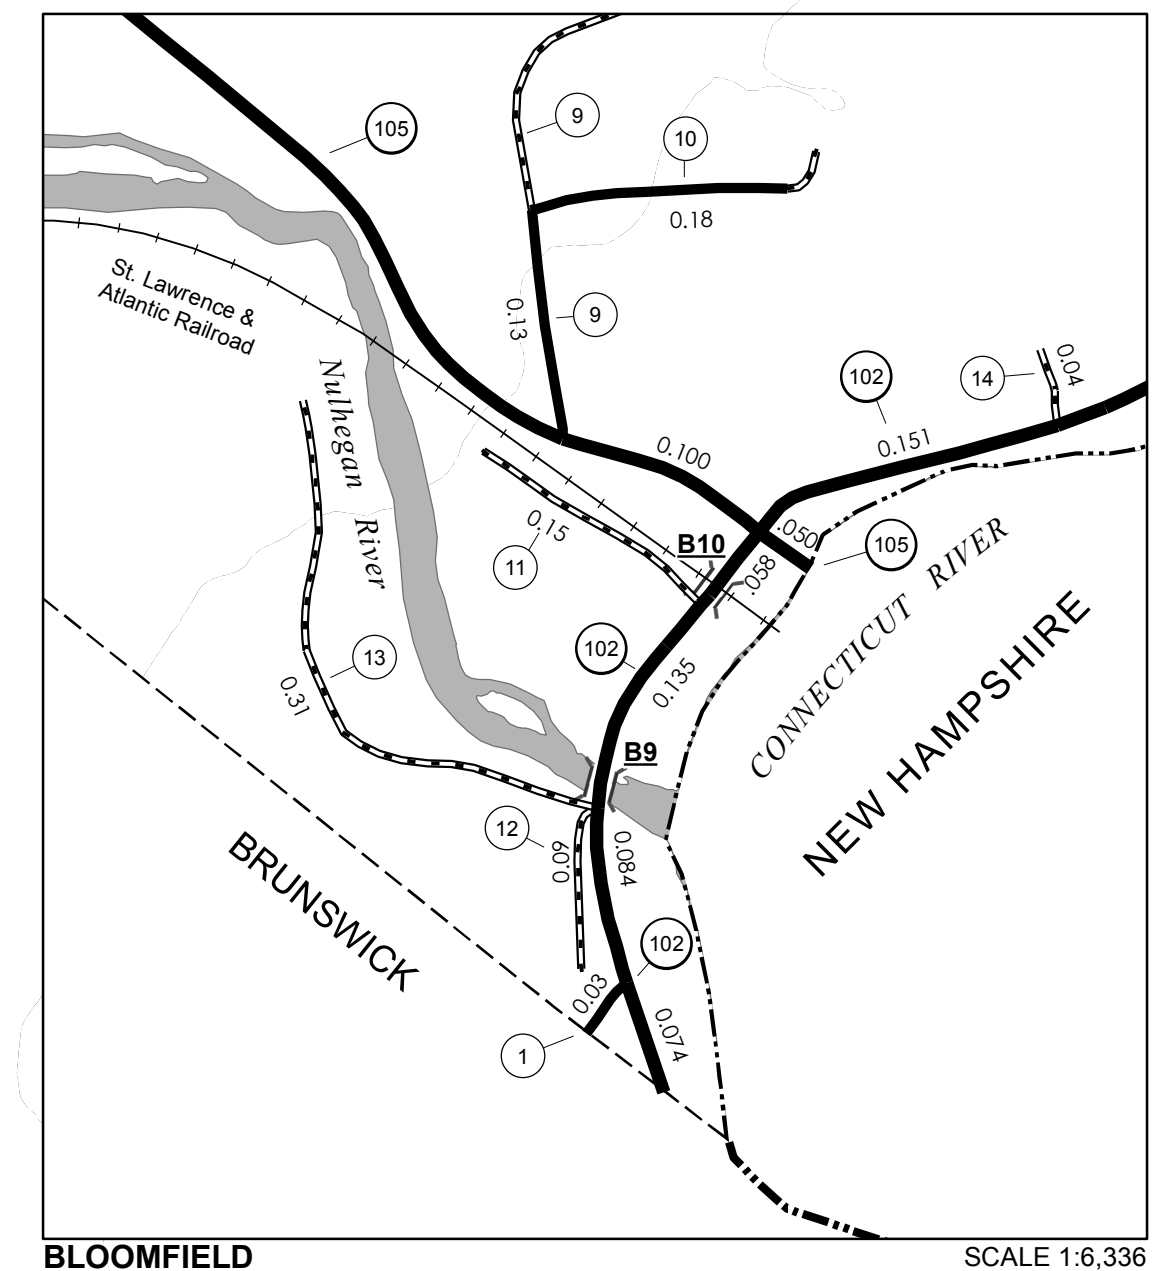 105
9
10
0.18
St. Lawrence &
Atlantic Railroad
0.13
9
Nulhegan River
102
14
0.04
0.151
0.100
0.15
11
B10
.050
105
.058
CONNECTICUT RIVER
NEW HAMPSHIRE
102
13
0.31
0.135
B9
12
0.09
0.084
BRUNSWICK
102
0.03
1
0.074
BLOOMFIELD
SCALE 1:6,336